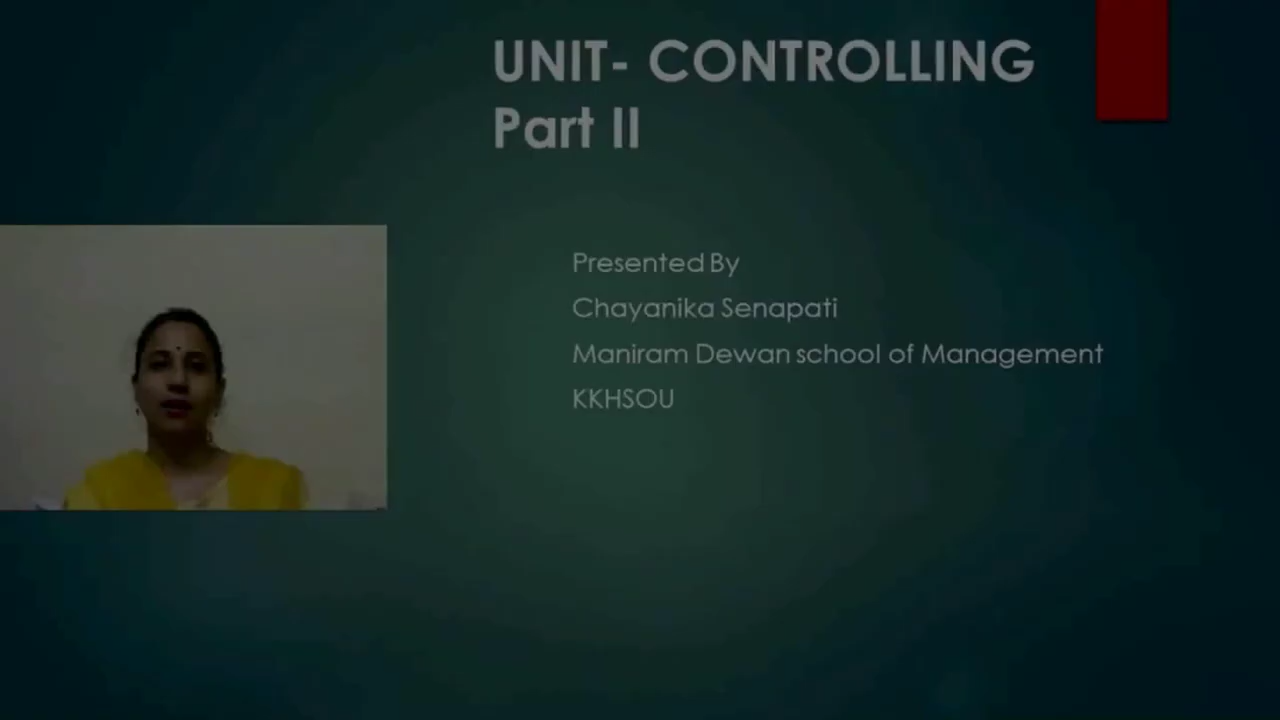 UNIT- CONTROLLING
Part II
Presented By
Chayanika Senapati
Maniram Dewan school of Management
KKHSOU